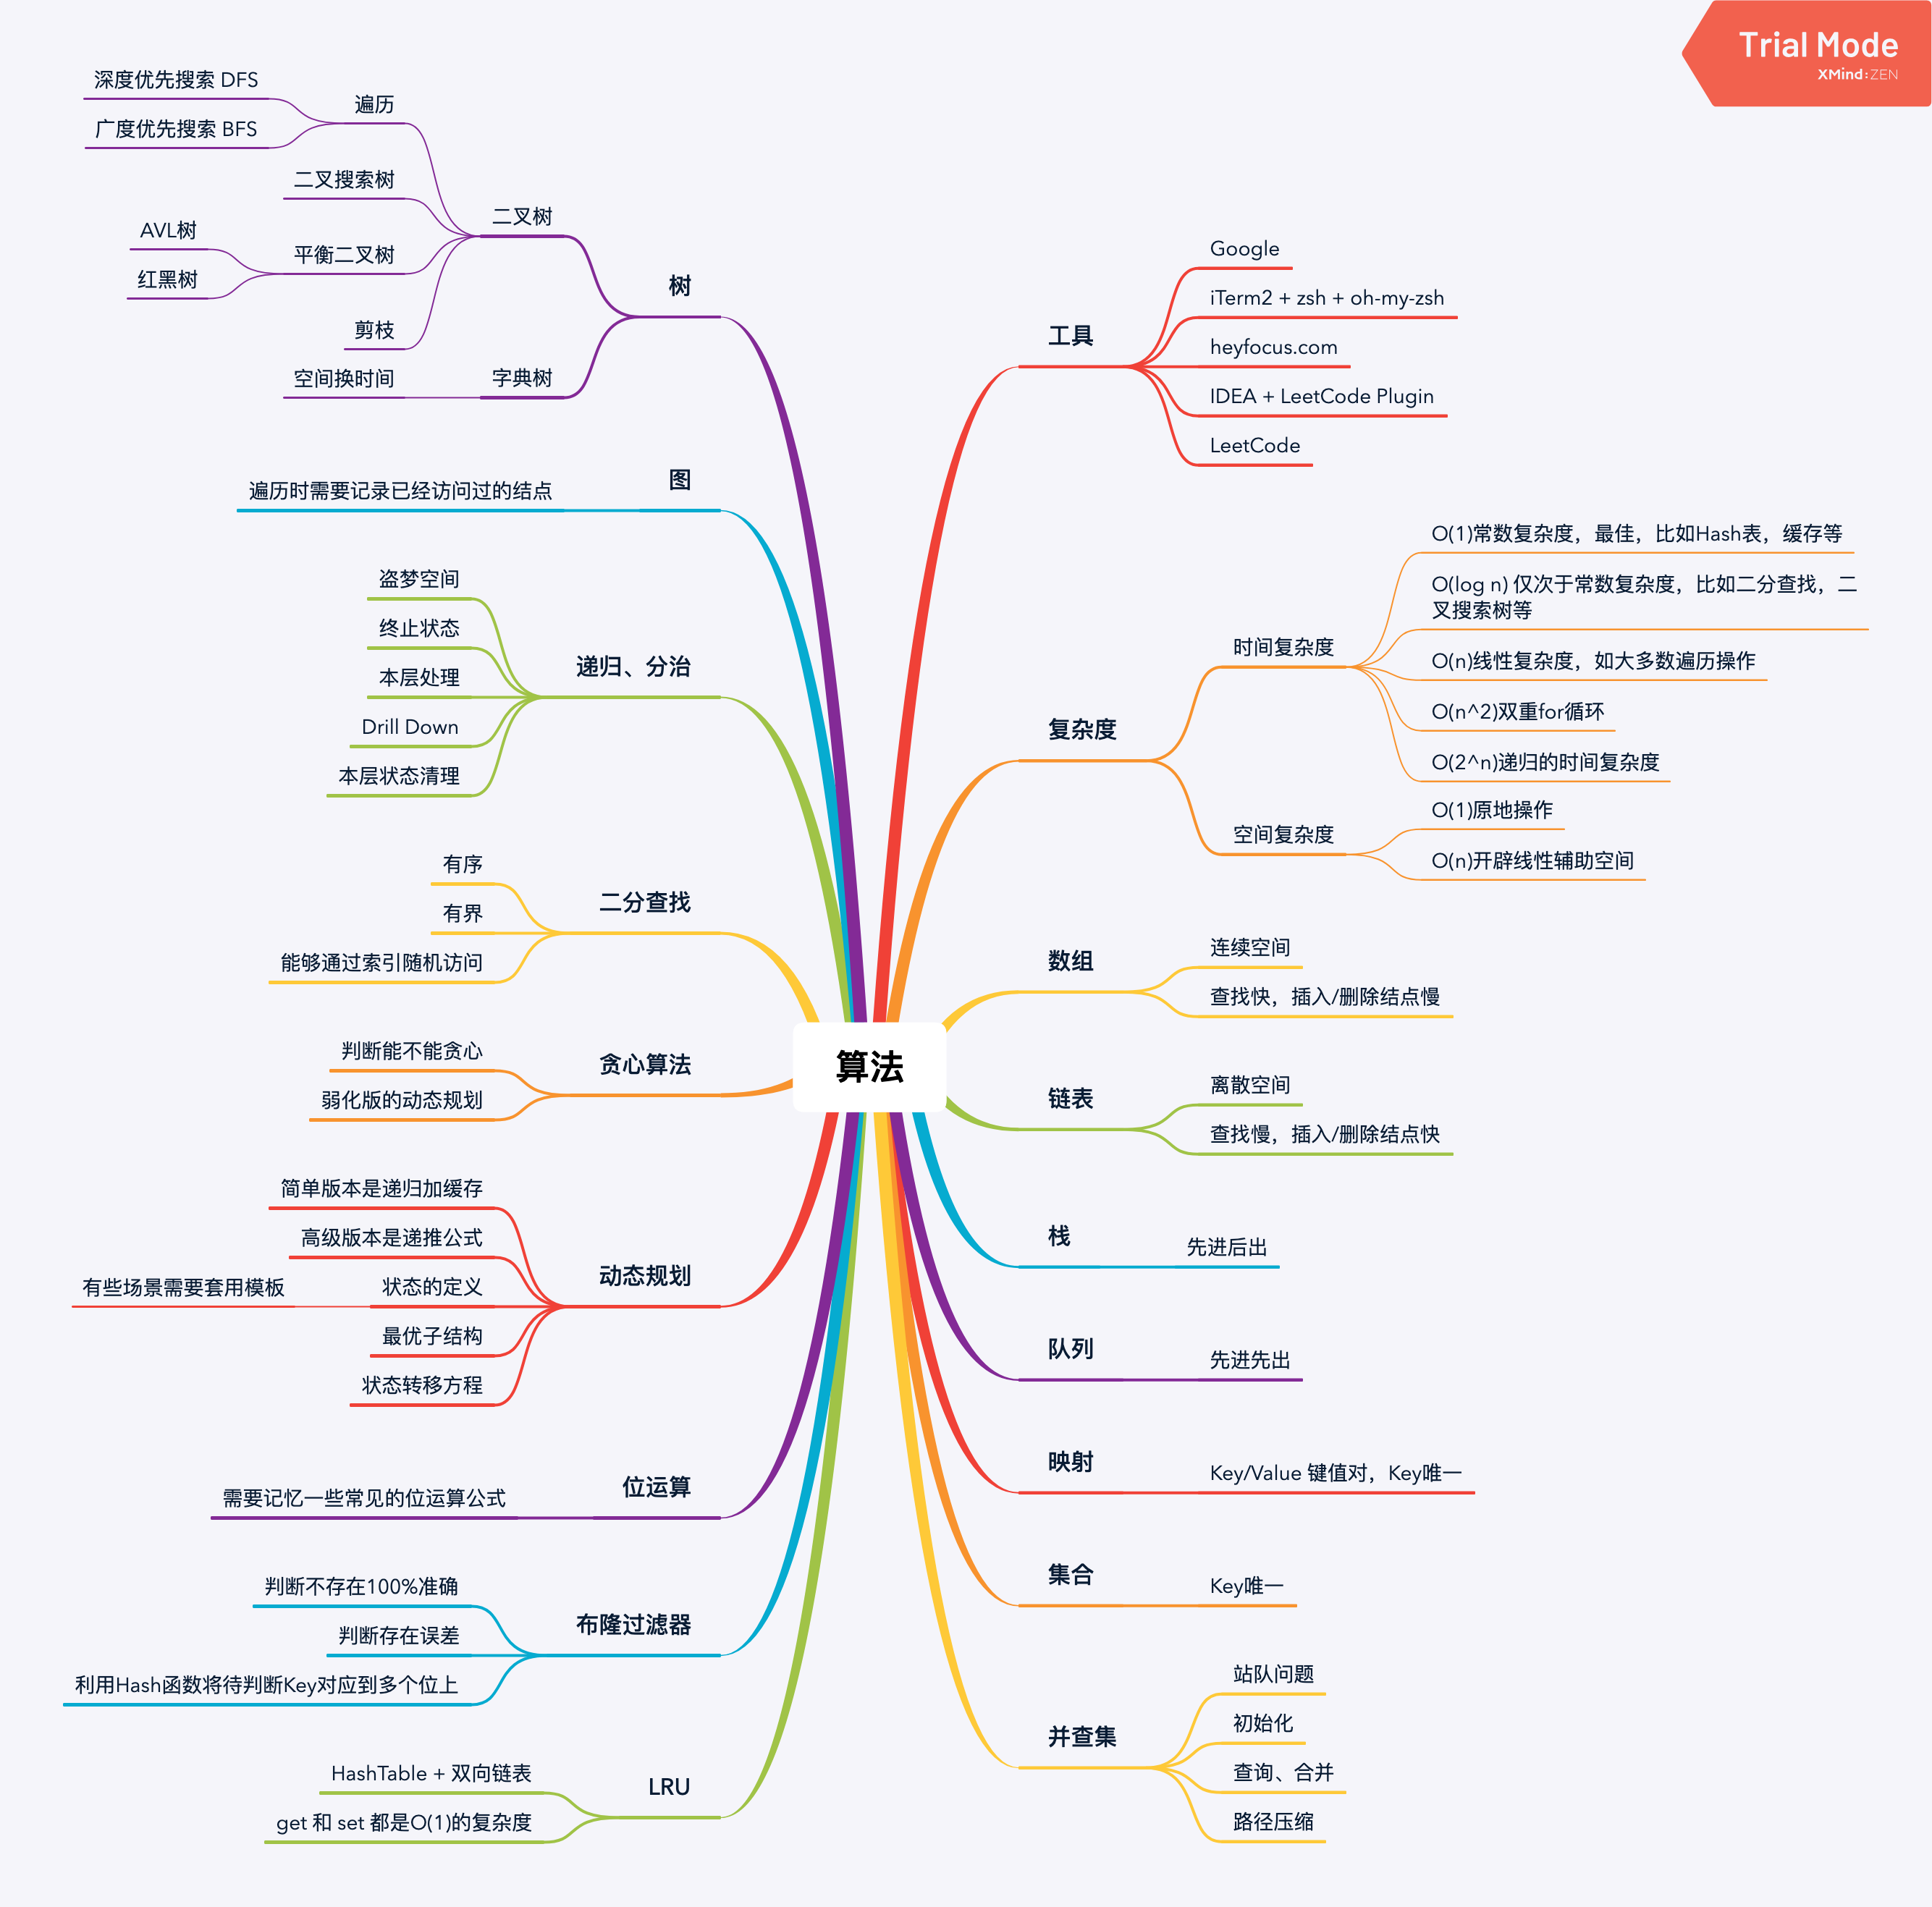 Trial Mode
XMind:ZEN
算法
工具
Google
iTerm2 + zsh + oh-my-zsh
heyfocus.com
IDEA + LeetCode Plugin
LeetCode
复杂度
时间复杂度
O(1)常数复杂度，最佳，比如Hash表，缓存等
O(log n) 仅次于常数复杂度，比如二分查找，二
叉搜索树等
O(n)线性复杂度，如大多数遍历操作
O(n^2)双重for循环
O(2^n)递归的时间复杂度
空间复杂度
O(1)原地操作
O(n)开辟线性辅助空间
数组
连续空间
查找快，插入/删除结点慢
链表
离散空间
查找慢，插入/删除结点快
栈
先进后出
队列
先进先出
映射
Key/Value 键值对，Key唯一
集合
Key唯一
并查集
站队问题
初始化
查询、合并
路径压缩
树
二叉树
遍历
深度优先搜索 DFS
广度优先搜索 BFS
二叉搜索树
平衡二叉树
AVL树
红黑树
剪枝
字典树
空间换时间
图
遍历时需要记录已经访问过的结点
递归、分治
盗梦空间
终止状态
本层处理
Drill Down
本层状态清理
二分查找
有序
有界
能够通过索引随机访问
贪心算法
判断能不能贪心
弱化版的动态规划
动态规划
简单版本是递归加缓存
高级版本是递推公式
状态的定义
有些场景需要套用模板
最优子结构
状态转移方程
位运算
需要记忆一些常见的位运算公式
布隆过滤器
判断不存在100%准确
判断存在误差
利用Hash函数将待判断Key对应到多个位上
LRU
HashTable + 双向链表
get 和 set 都是O(1)的复杂度